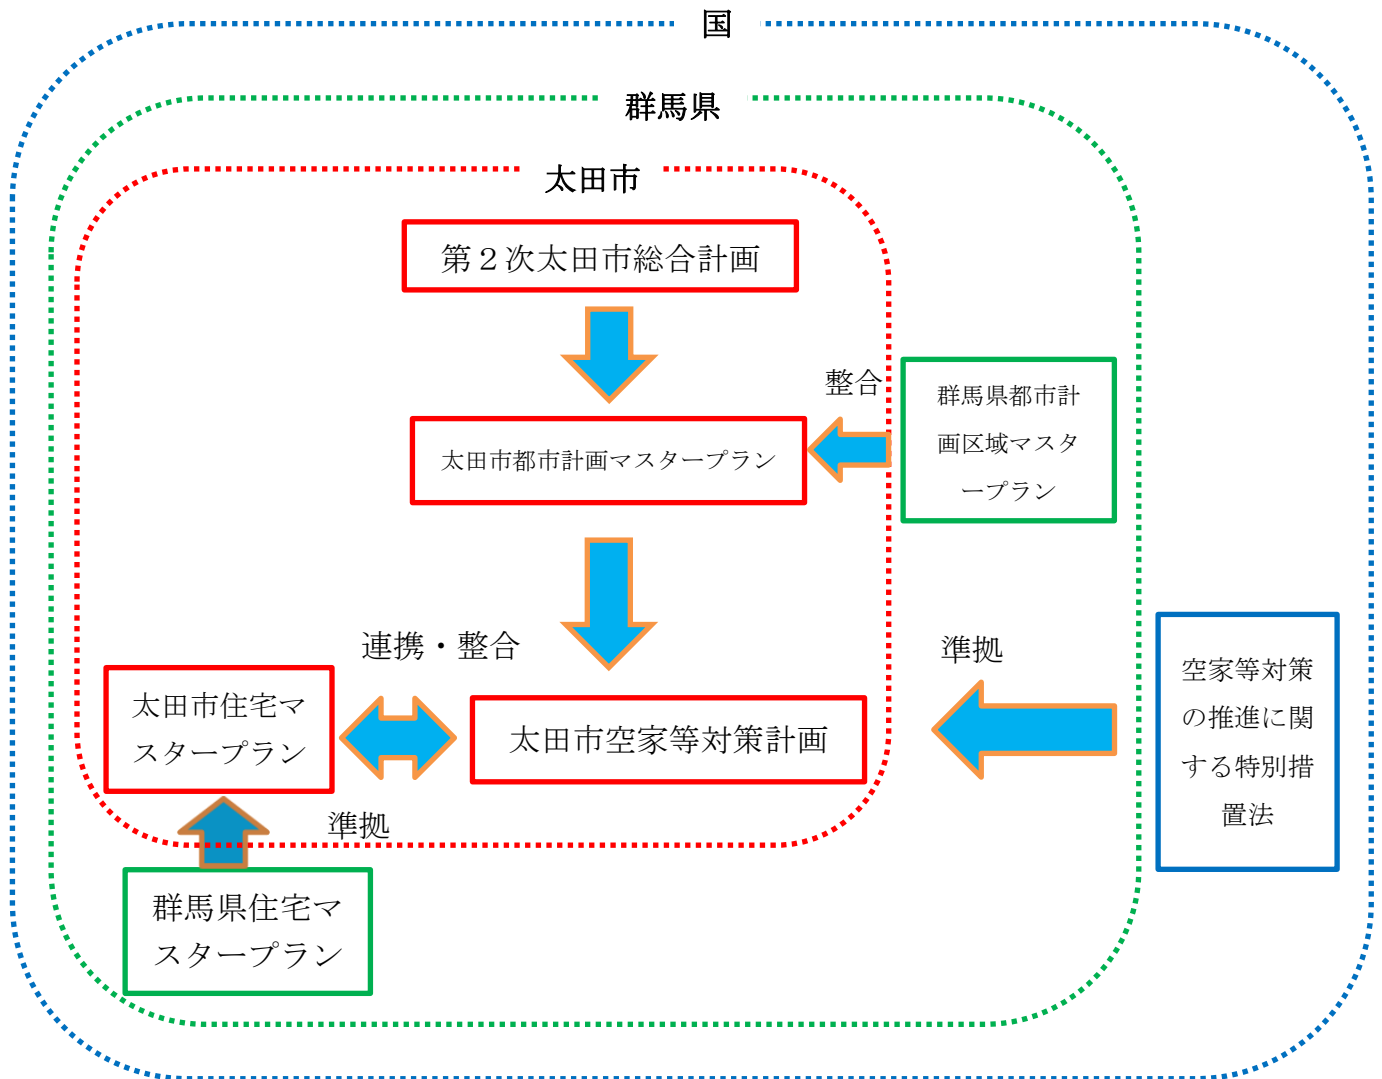 国
群馬県
太田市
第２次太田市総合計画
整合
群馬県都市計
画区域マスタ
ープラン
太田市都市計画マスタープラン
連携・整合
準拠
空家等対策
の推進に関
する特別措
置法
太田市住宅マ
スタープラン
太田市空家等対策計画
準拠
群馬県住宅マ
スタープラン